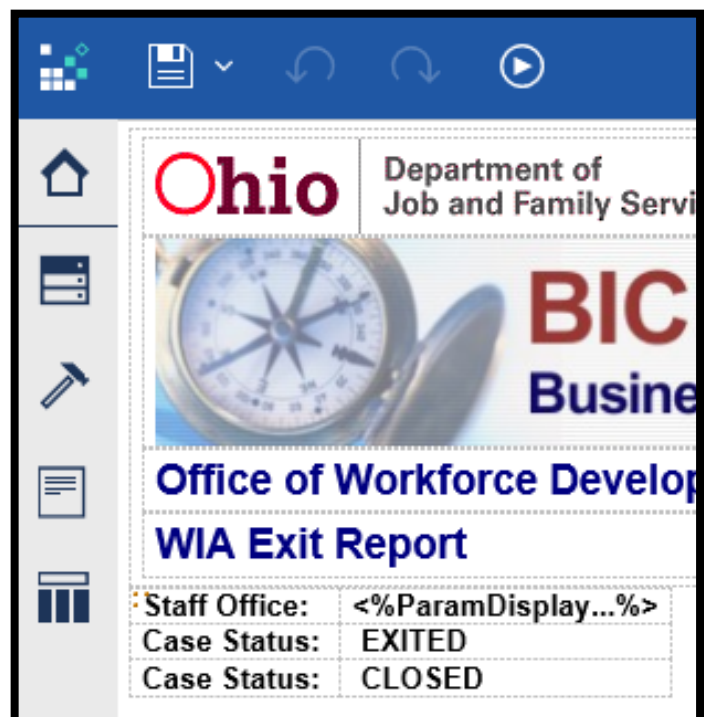 Ohio
Department of
Job and Family Servi
BIC
Busine
Office of Workforce Develop
WIA Exit Report
Staff Office: <%ParamDisplay...%>
Case Status: EXITED
Case Status: CLOSED